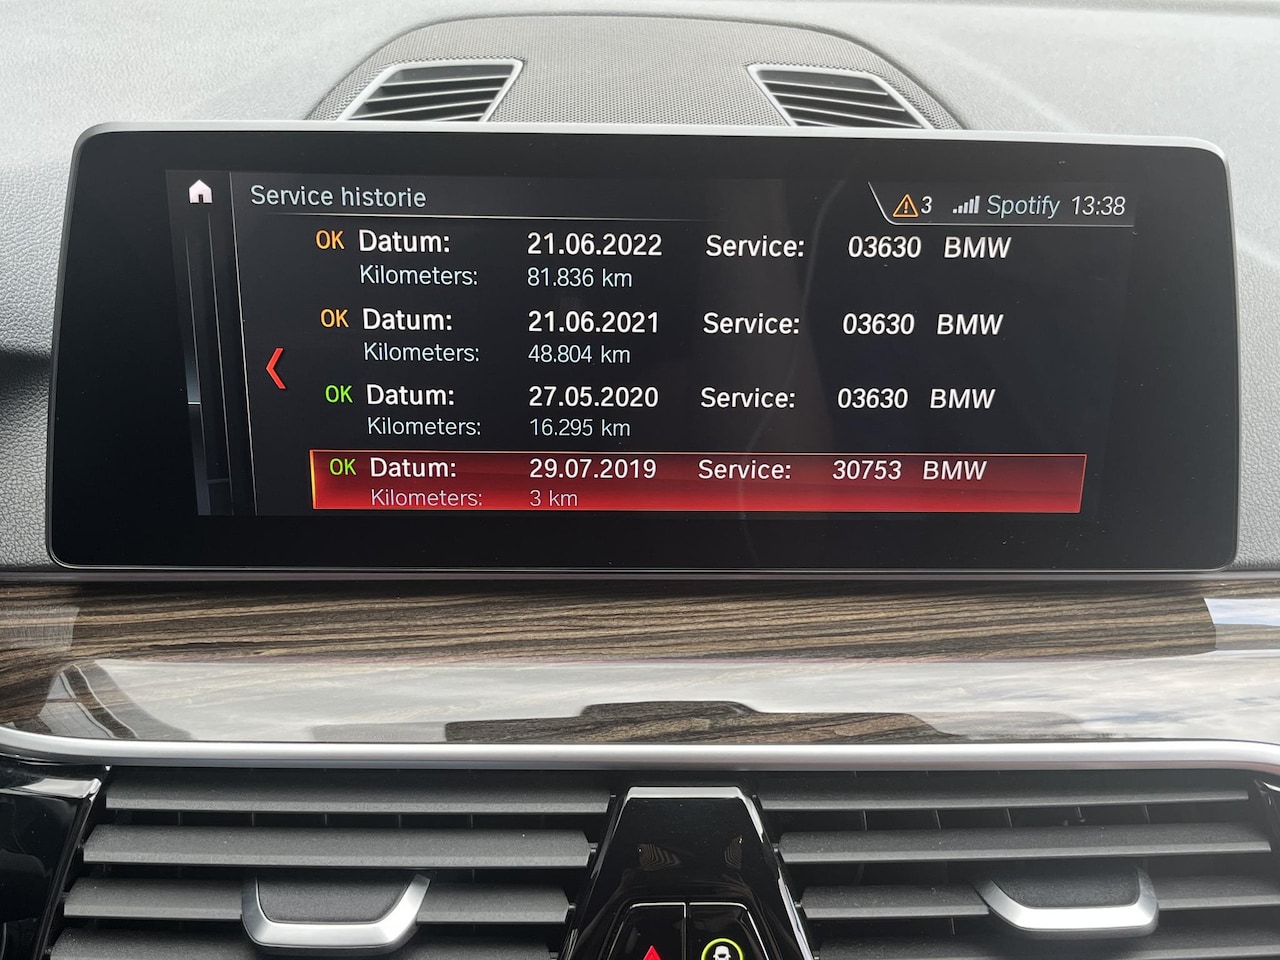 Service historie 3 Spotify 13:38
OK Datum: 21.06.2022 Service: 03630 BMW
Kilometers: 81.836 km
OK Datum: 21.06.2021 Service: 03630 BMW
Kilometers: 48.804 km
OK Datum: 27.05.2020 Service: 03630 BMW
Kilometers: 16.295 km
OK Datum: 29.07.2019 Service: 30753 BMW
Kilometers: 3 km